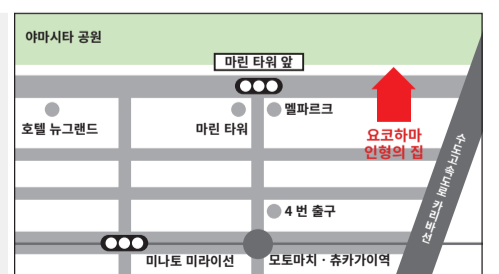 야마시타 공원
마린 타워 앞
호텔 뉴그랜드
마린 타워
멜파르크
요코하마
인형의 집
수도고속도로 카리바선
4 번 출구
미나토 미라이선
모토마치 · 츄카가이역